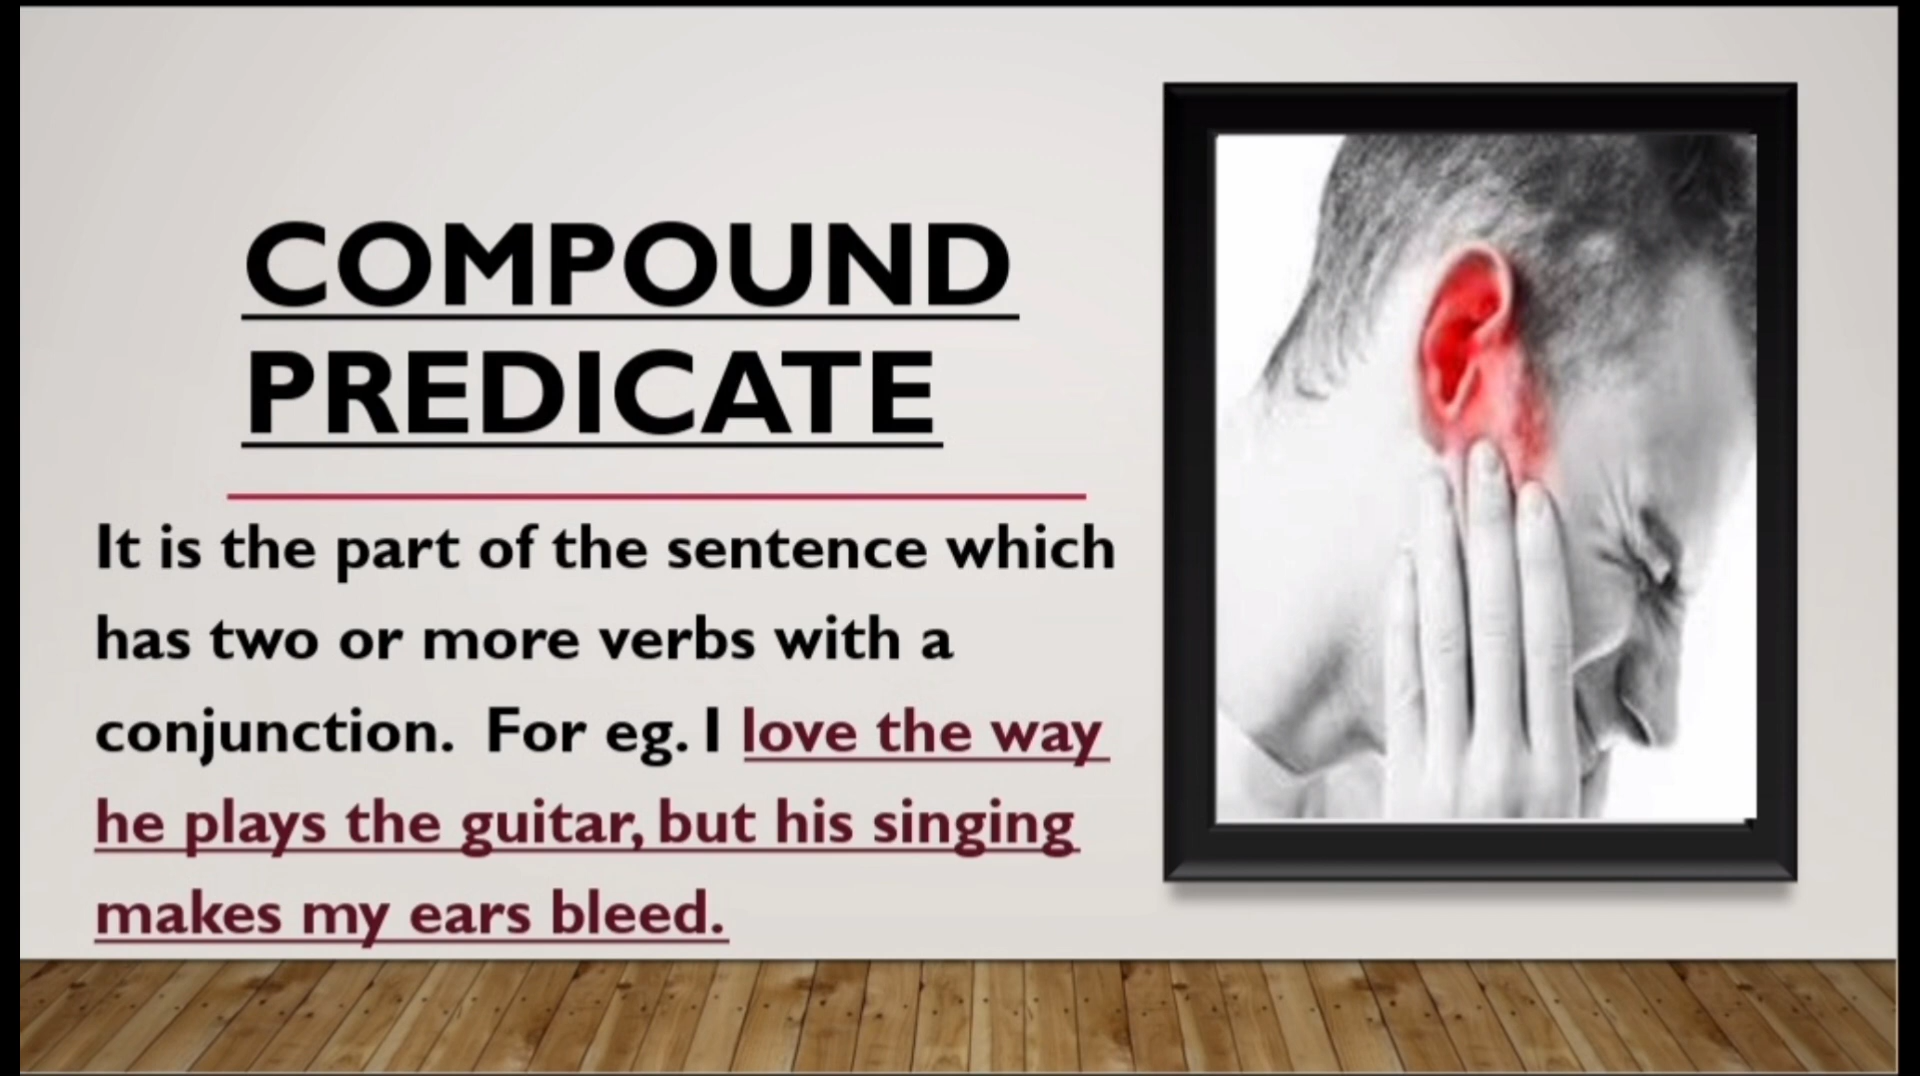 COMPOUND
PREDICATE
It is the part of the sentence which
has two or more verbs with a
conjunction. For eg. I love the way
he plays the guitar, but his singing
makes my ears bleed.